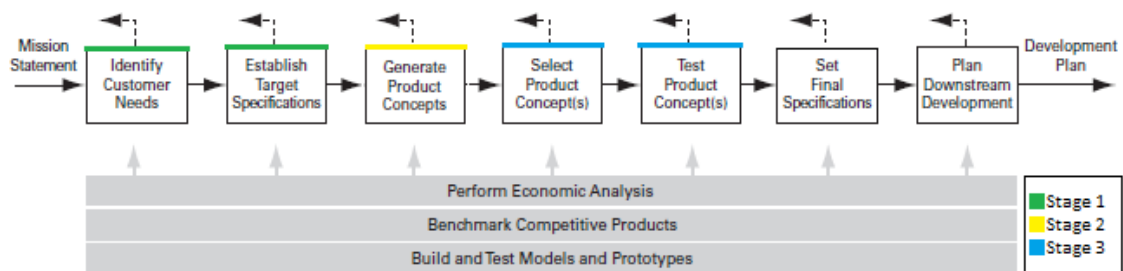 Mission
Statement
Identify
Customer
Needs
Establish
Target
Specifications
Generate
Product
Concepts
Select
Product
Concept(s)
Test
Product
Concept(s)
Set
Final
Specifications
Plan
Downstream
Development
Development
Plan
Perform Economic Analysis
Benchmark Competitive Products
Build and Test Models and Prototypes
Stage 1
Stage 2
Stage 3